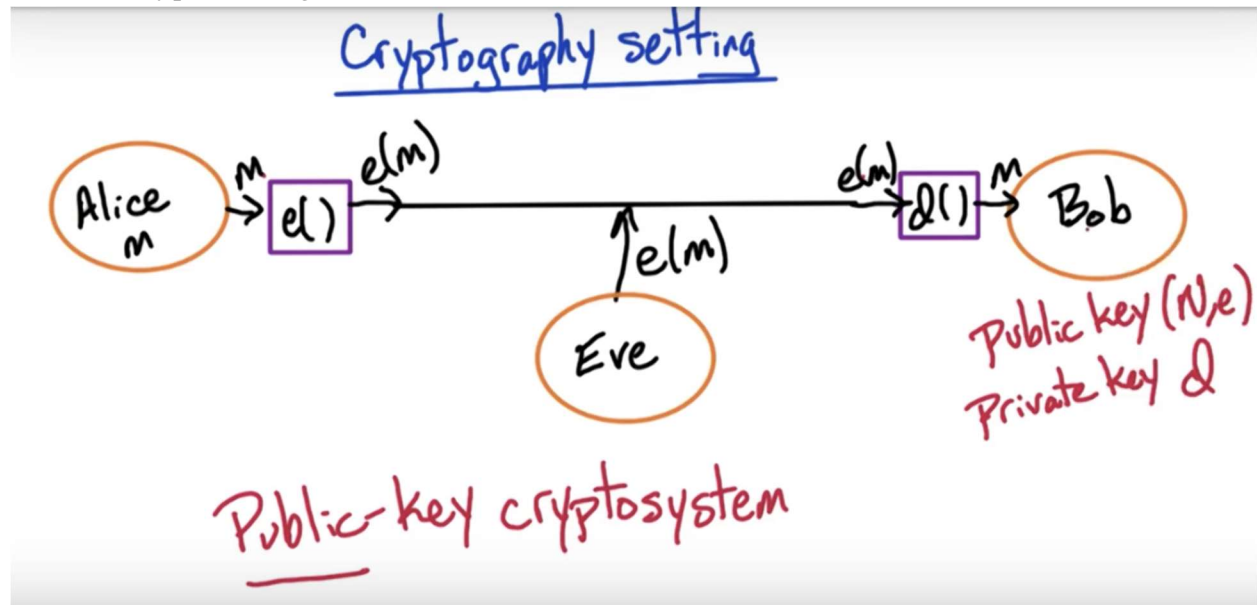 Cryptography setting
Alice
m
m
e()
e(m)
e(m)
d()
m
Bob
e(m)
Eve
Public key (N,e)
Private key d
Public-key cryptosystem